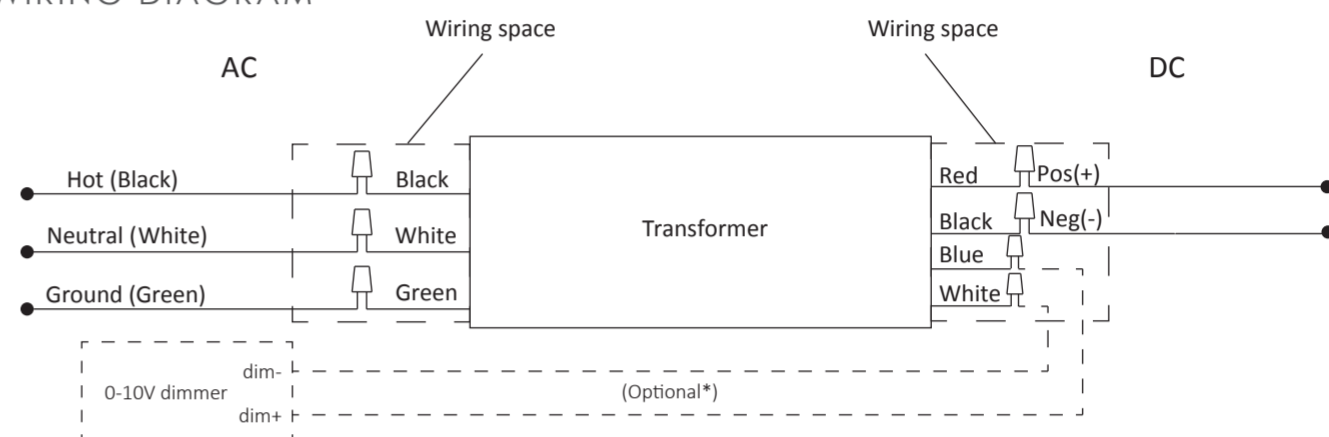 WIRING DIAGRAM
Wiring space
Wiring space
AC
DC
Hot (Black)
Black
Red
Pos(+)
Neutral (White)
White
Transformer
Black
Neg(-)
Blue
Ground (Green)
Green
White
dim-
0-10V dimmer
(Optional*)
dim+